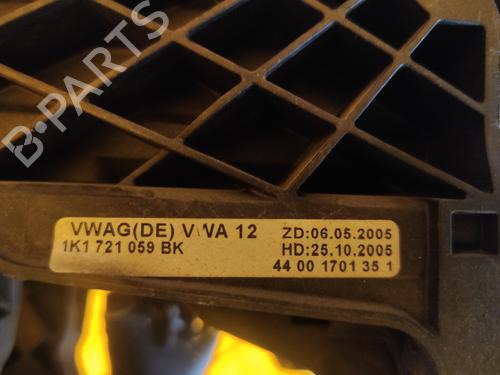 B-PARTS
VWAG(DE) VWA 12 ZD:06.05.2005
1K1 721 059 BK HD:25.10.2005
44 00 1701 35 1